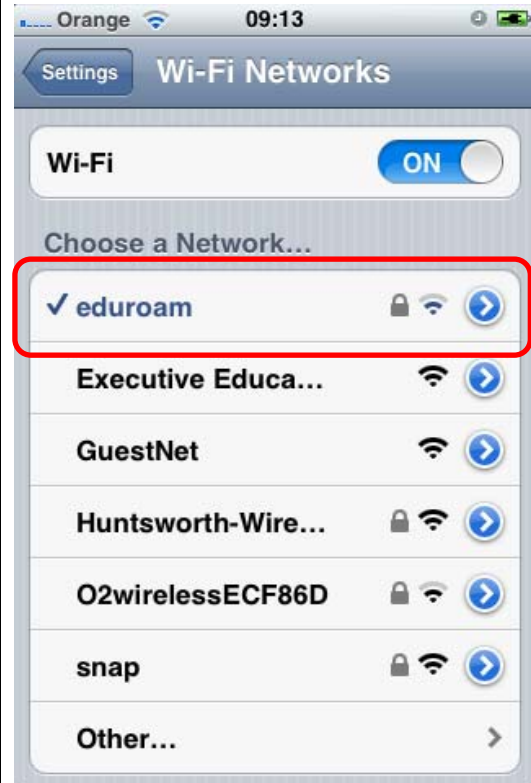 Orange 09:13
Settings Wi-Fi Networks
Wi-Fi ON
Choose a Network...
✓ eduroam
Executive Educa...
GuestNet
Huntsworth-Wire...
O2wirelessECF86D
snap
Other...